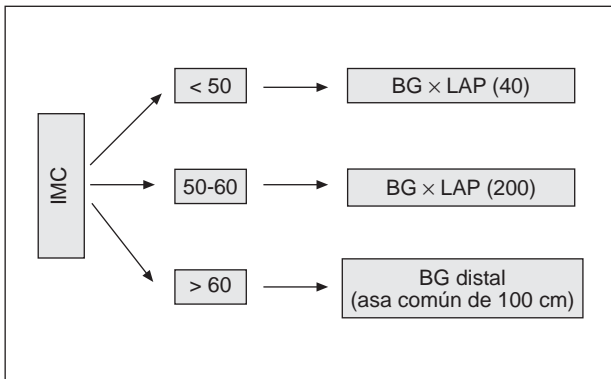 IMC
< 50
BG × LAP (40)
50-60
BG × LAP (200)
> 60
BG distal
(asa común de 100 cm)